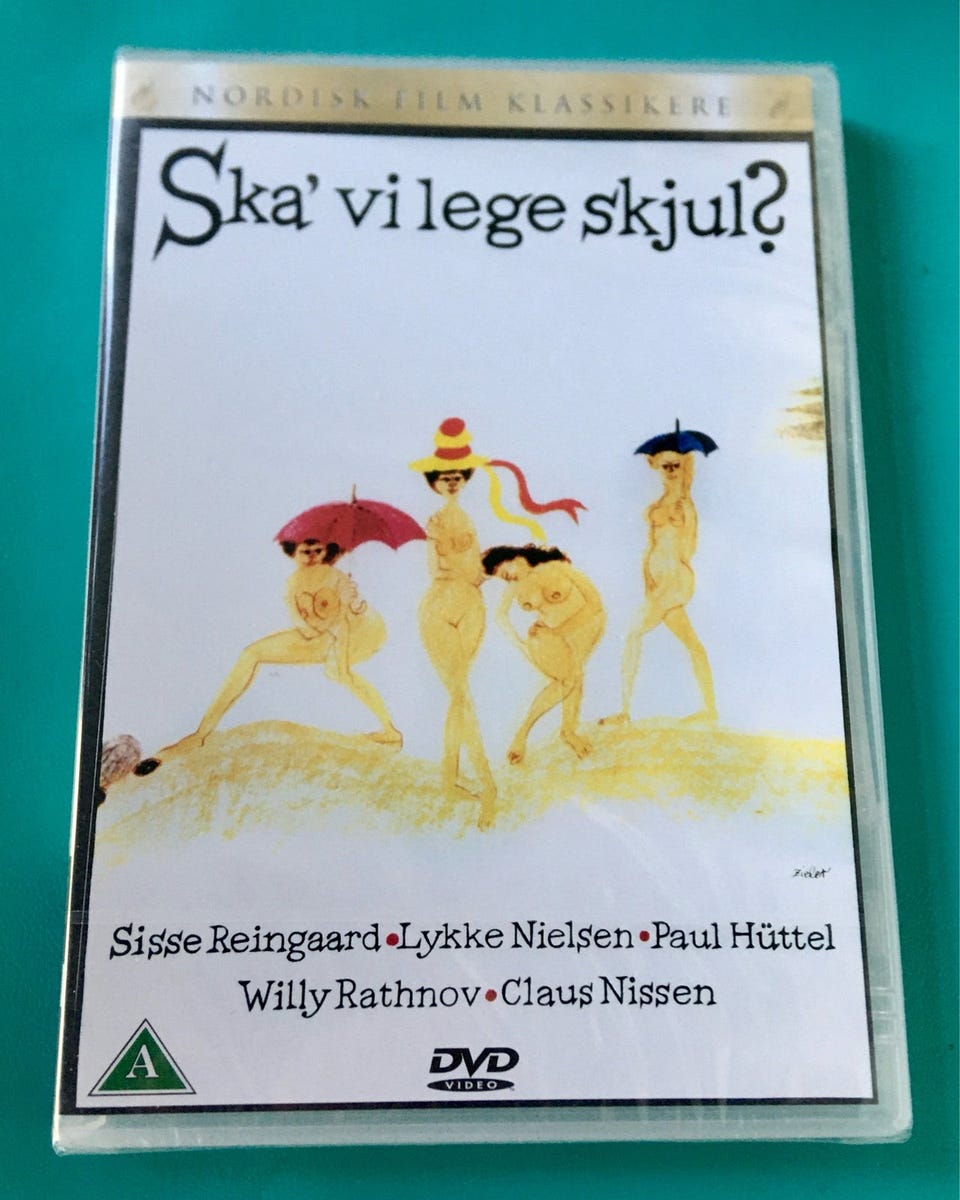 NORDISK FILM KLASSIKERE
Ska' vi lege skjul?
Sisse Reingaard•Lykke Nielsen•Paul Hüttel
Willy Rathnov•Claus Nissen
A
DVD
VIDEO